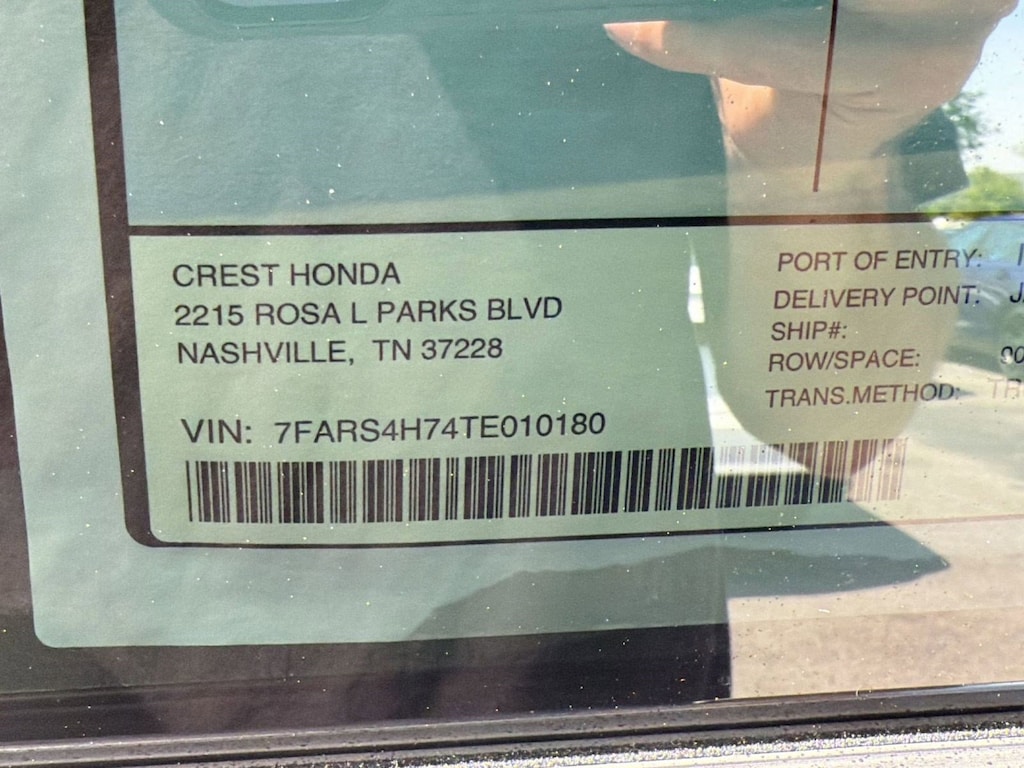 CREST HONDA
2215 ROSA L PARKS BLVD
NASHVILLE, TN 37228
VIN: 7FARS4H74TE010180
PORT OF ENTRY:
DELIVERY POINT:
SHIP#:
ROW/SPACE:
TRANS.METHOD: